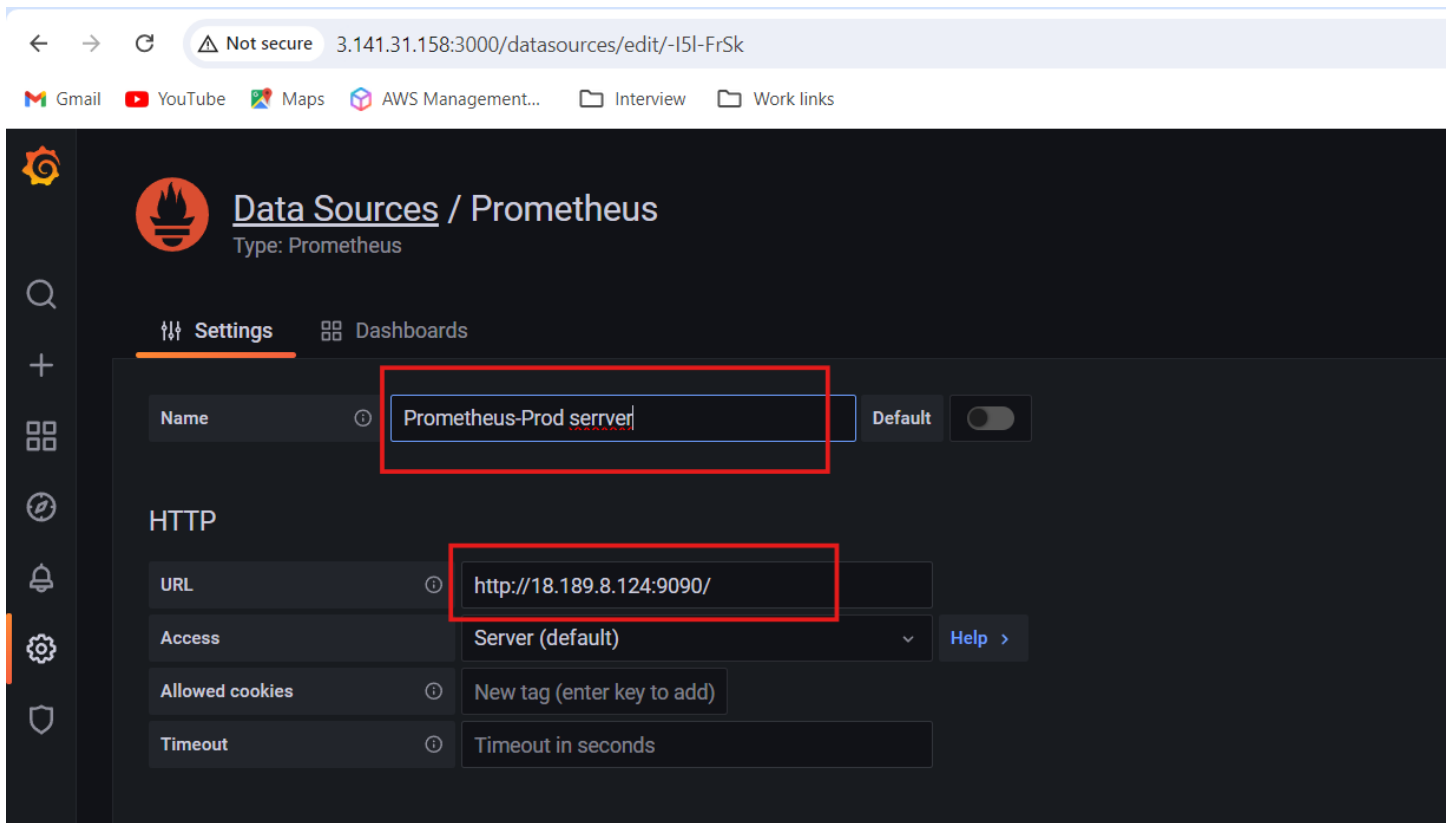 Not secure 3.141.31.158:3000/datasources/edit/-I5l-FrSk
Gmail YouTube Maps AWS Management... Interview Work links
Data Sources / Prometheus
Type: Prometheus
Settings Dashboards
Name Prometheus-Prod serrver Default
HTTP
URL http://18.189.8.124:9090/
Access Server (default) Help >
Allowed cookies New tag (enter key to add)
Timeout Timeout in seconds